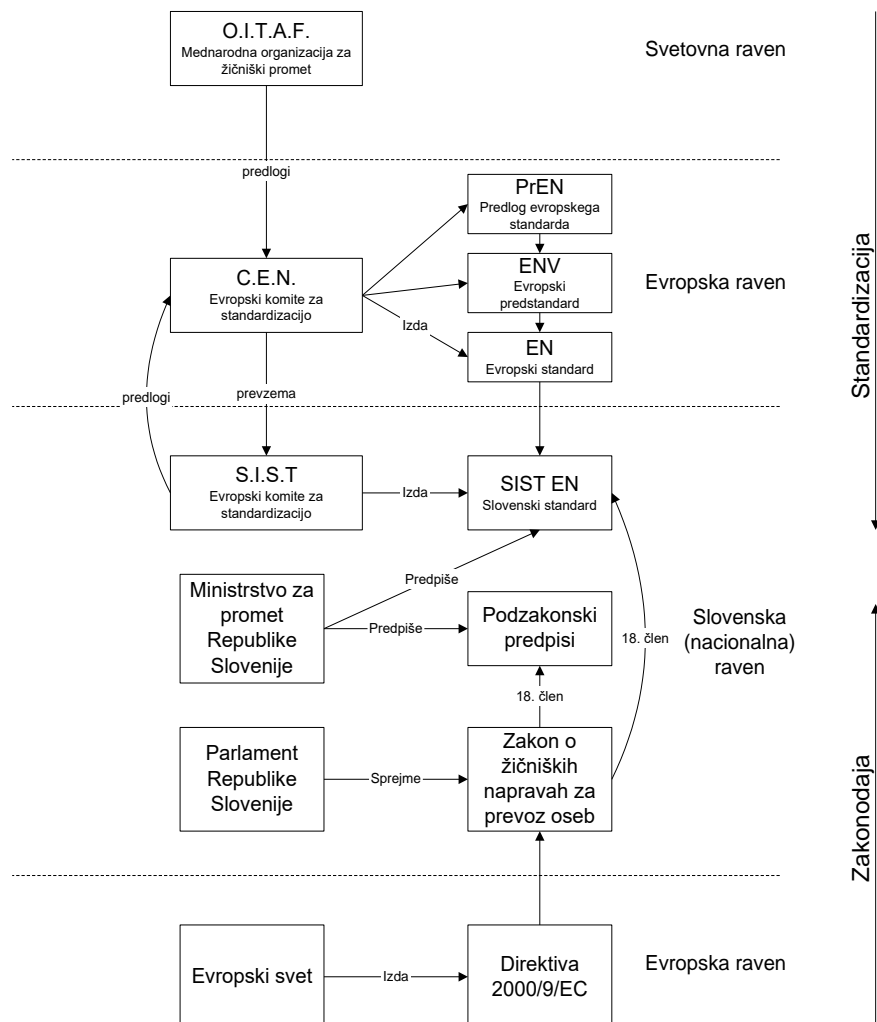 O.I.T.A.F.
Mednarodna organizacija za
žičniški promet
Svetovna raven
predlogi
PrEN
Predlog evropskega
standarda
C.E.N.
Evropski komite za
standardizacijo
ENV
Evropski
predstandard
Evropska raven
Izda
EN
Evropski standard
Standardizacija
predlogi
prevzema
S.I.S.T
Evropski komite za
standardizacijo
Izda
SIST EN
Slovenski standard
Predpiše
Ministrstvo za
promet
Republike
Slovenije
Predpiše
Podzakonski
predpisi
18. člen
Slovenska
(nacionalna)
raven
18. člen
Parlament
Republike
Slovenije
Sprejme
Zakon o
žičniških
napravah za
prevoz oseb
Zakonodaja
Evropski svet
Izda
Direktiva
2000/9/EC
Evropska raven